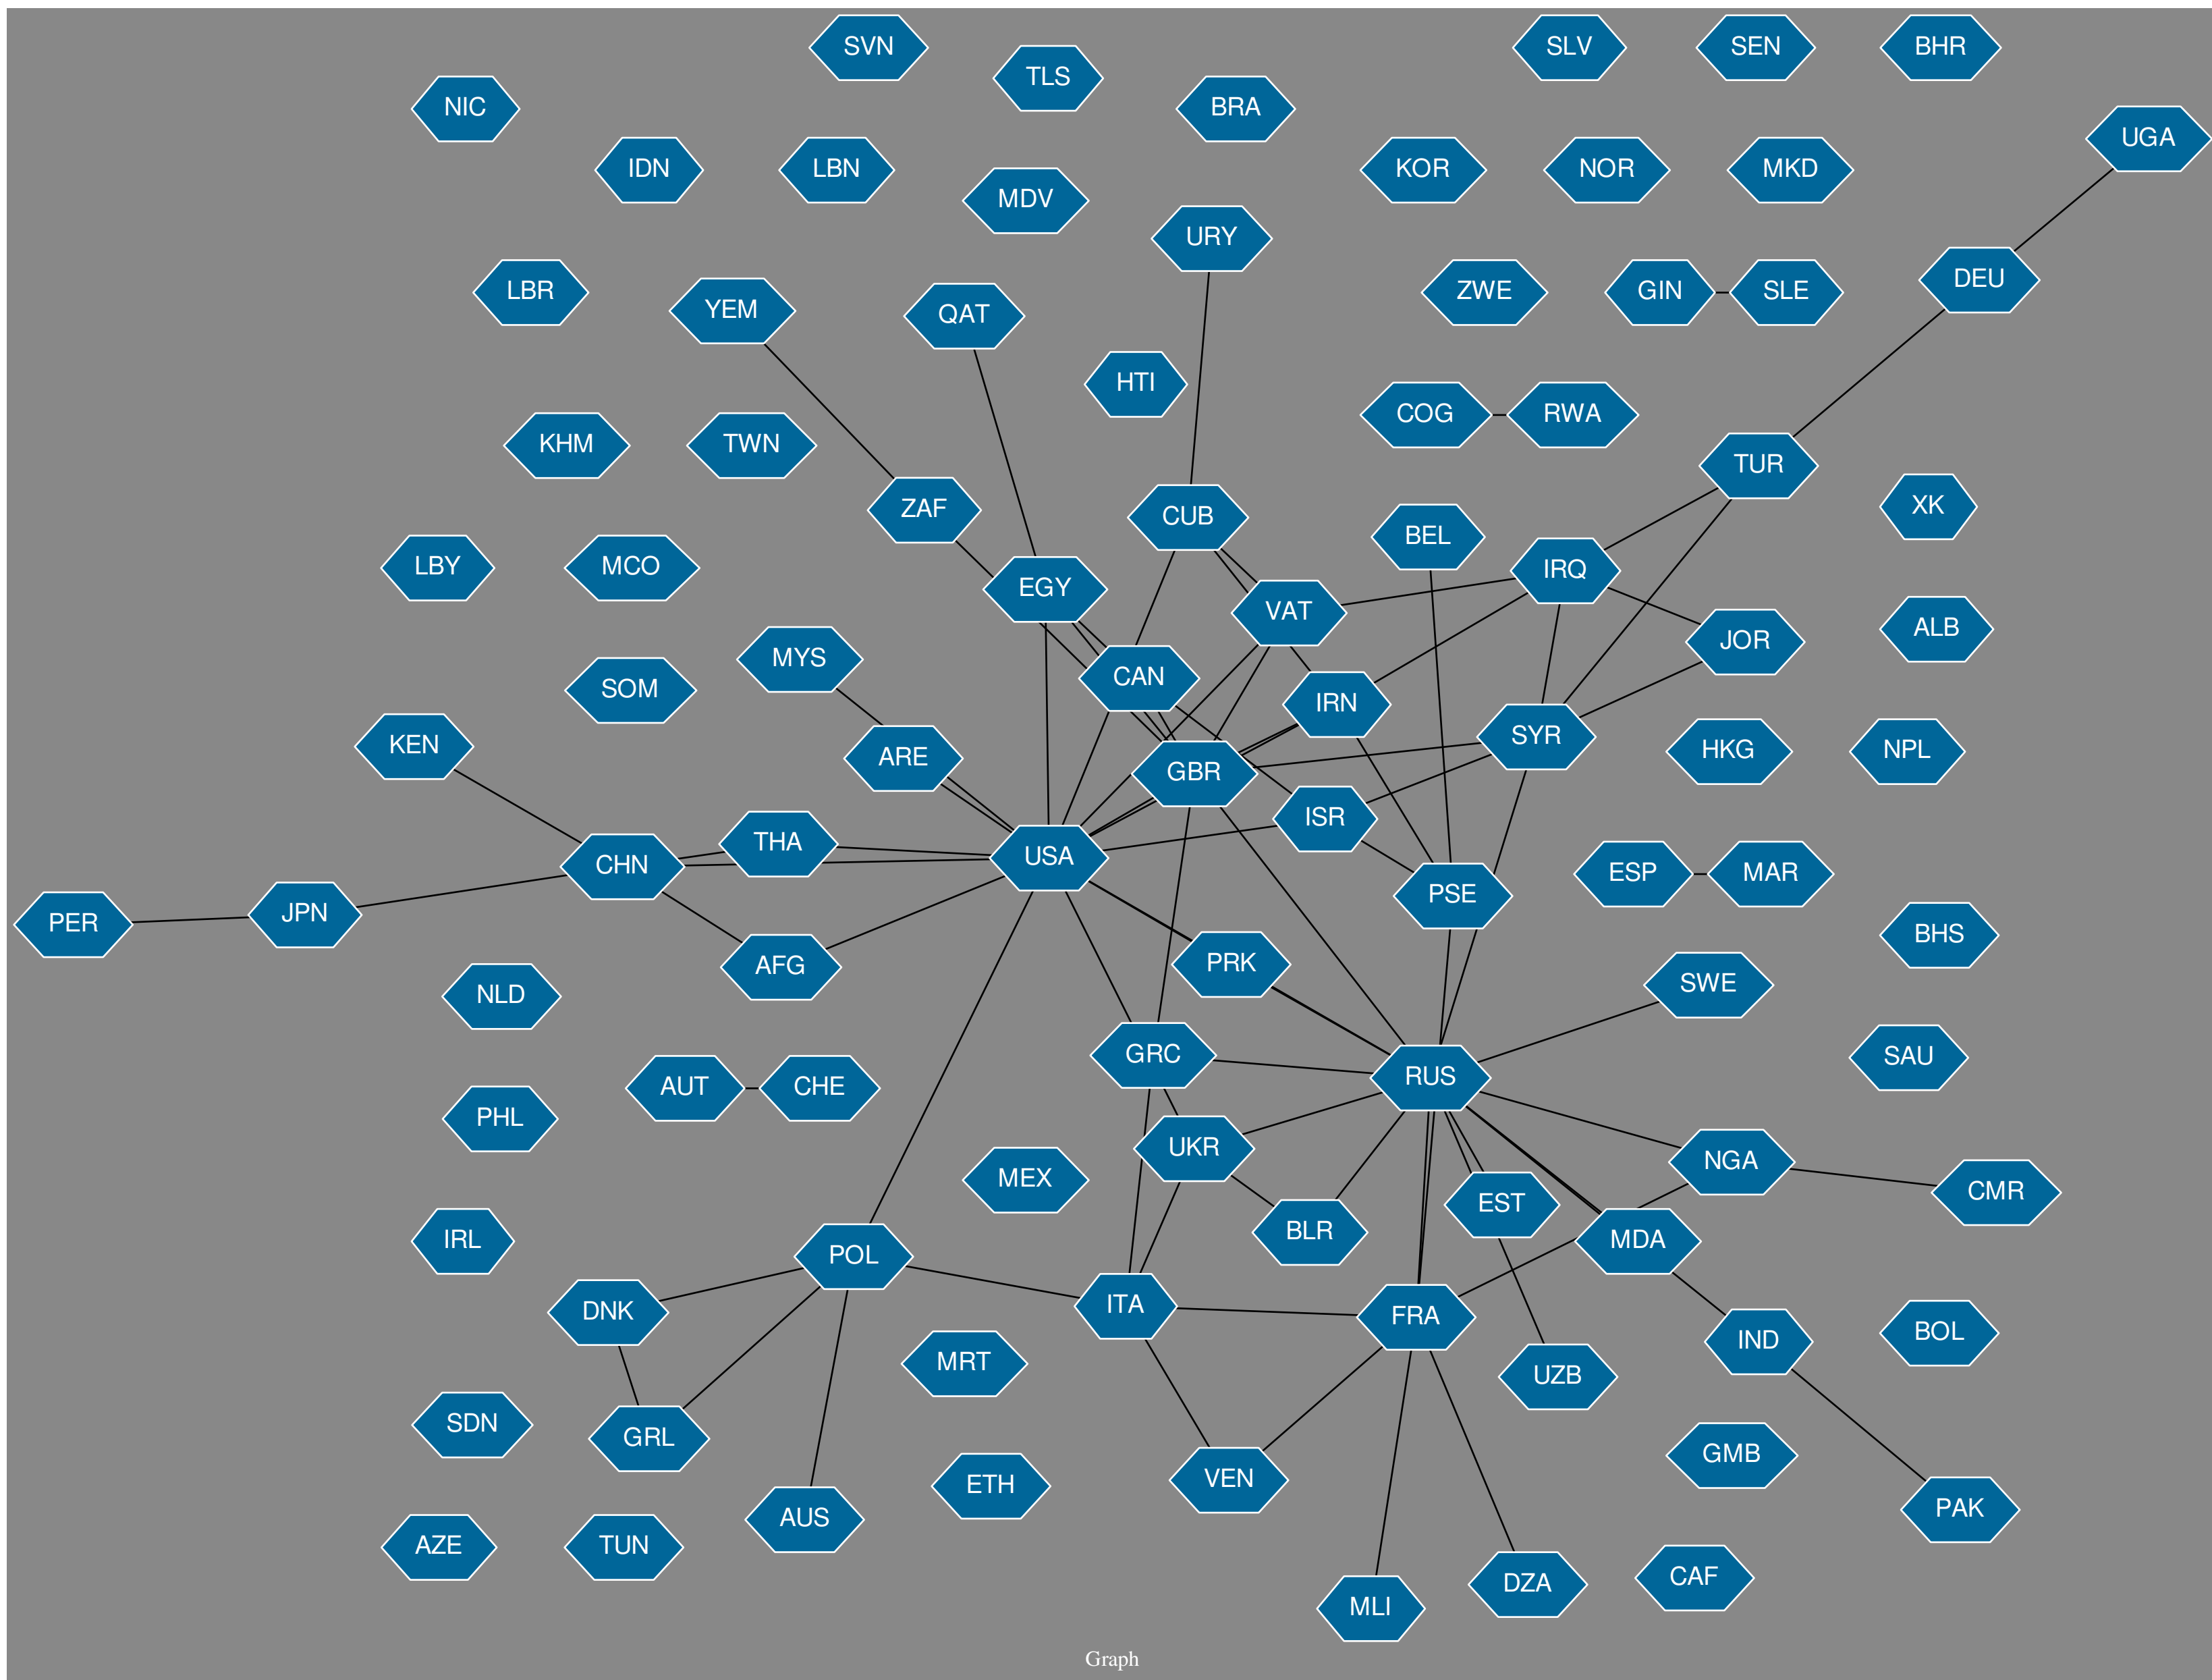 SVN
SLV
SEN
BHR
TLS
NIC
BRA
UGA
IDN
LBN
KOR
NOR
MKD
MDV
URY
DEU
LBR
ZWE
GIN
SLE
YEM
QAT
HTI
COG
RWA
KHM
TWN
TUR
ZAF
CUB
XK
BEL
LBY
MCO
IRQ
EGY
VAT
ALB
JOR
MYS
CAN
SOM
IRN
SYR
KEN
HKG
NPL
ARE
GBR
ISR
THA
USA
CHN
ESP
MAR
PSE
JPN
PER
BHS
AFG
PRK
SWE
NLD
GRC
SAU
RUS
AUT
CHE
PHL
UKR
NGA
MEX
CMR
EST
BLR
IRL
MDA
POL
ITA
DNK
FRA
BOL
IND
MRT
UZB
SDN
GRL
GMB
VEN
ETH
PAK
AUS
AZE
TUN
CAF
DZA
MLI
Graph